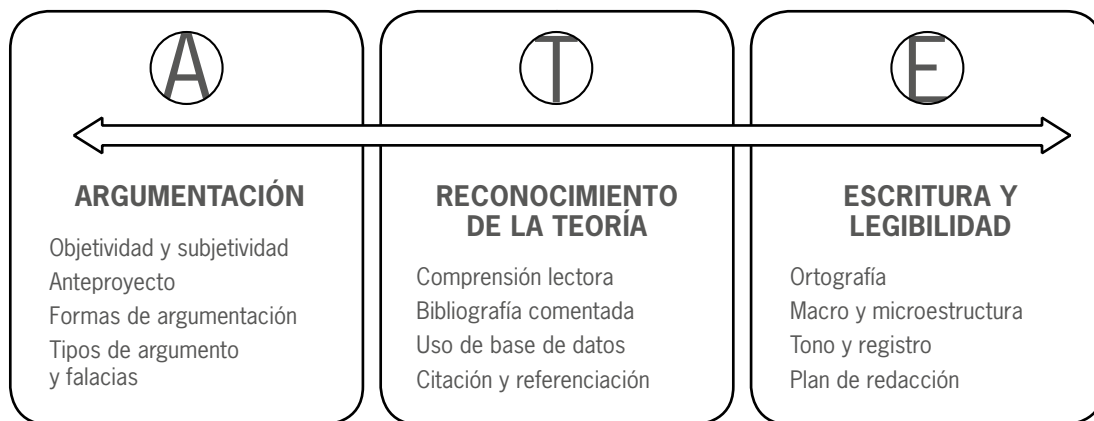 A
ARGUMENTACIÓN
Objetividad y subjetividad
Anteproyecto
Formas de argumentación
Tipos de argumento
y falacias
T
RECONOCIMIENTO
DE LA TEORÍA
Comprensión lectora
Bibliografía comentada
Uso de base de datos
Citación y referenciación
E
ESCRITURA Y
LEGIBILIDAD
Ortografía
Macro y microestructura
Tono y registro
Plan de redacción